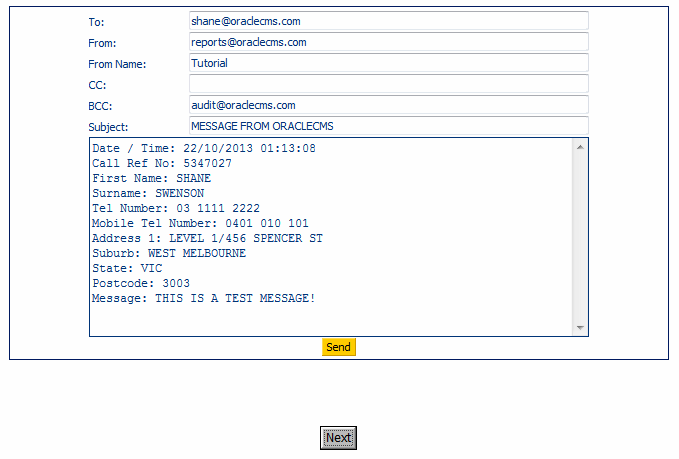 To: shane@oraclecms.com
From: reports@oraclecms.com
From Name: Tutorial
CC:
BCC: audit@oraclecms.com
Subject: MESSAGE FROM ORACLECMS
Date / Time: 22/10/2013 01:13:08
Call Ref No: 5347027
First Name: SHANE
Surname: SWENSON
Tel Number: 03 1111 2222
Mobile Tel Number: 0401 010 101
Address 1: LEVEL 1/456 SPENCER ST
Suburb: WEST MELBOURNE
State: VIC
Postcode: 3003
Message: THIS IS A TEST MESSAGE!
Send
Next